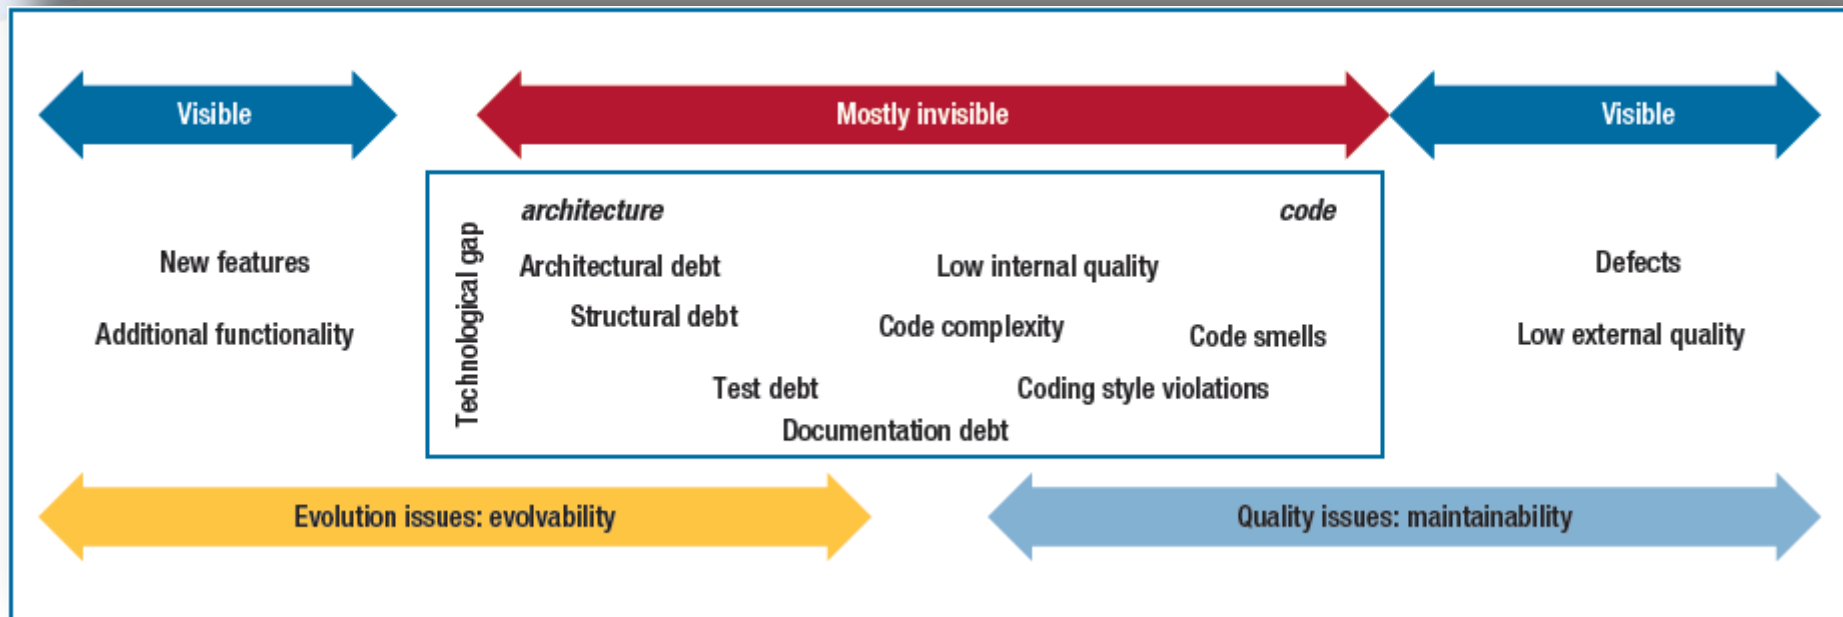 Visible
Mostly invisible
Visible
New features
Additional functionality
Technological gap
architecture
code
Architectural debt
Low internal quality
Structural debt
Code complexity
Code smells
Test debt
Coding style violations
Documentation debt
Defects
Low external quality
Evolution issues: evolvability
Quality issues: maintainability